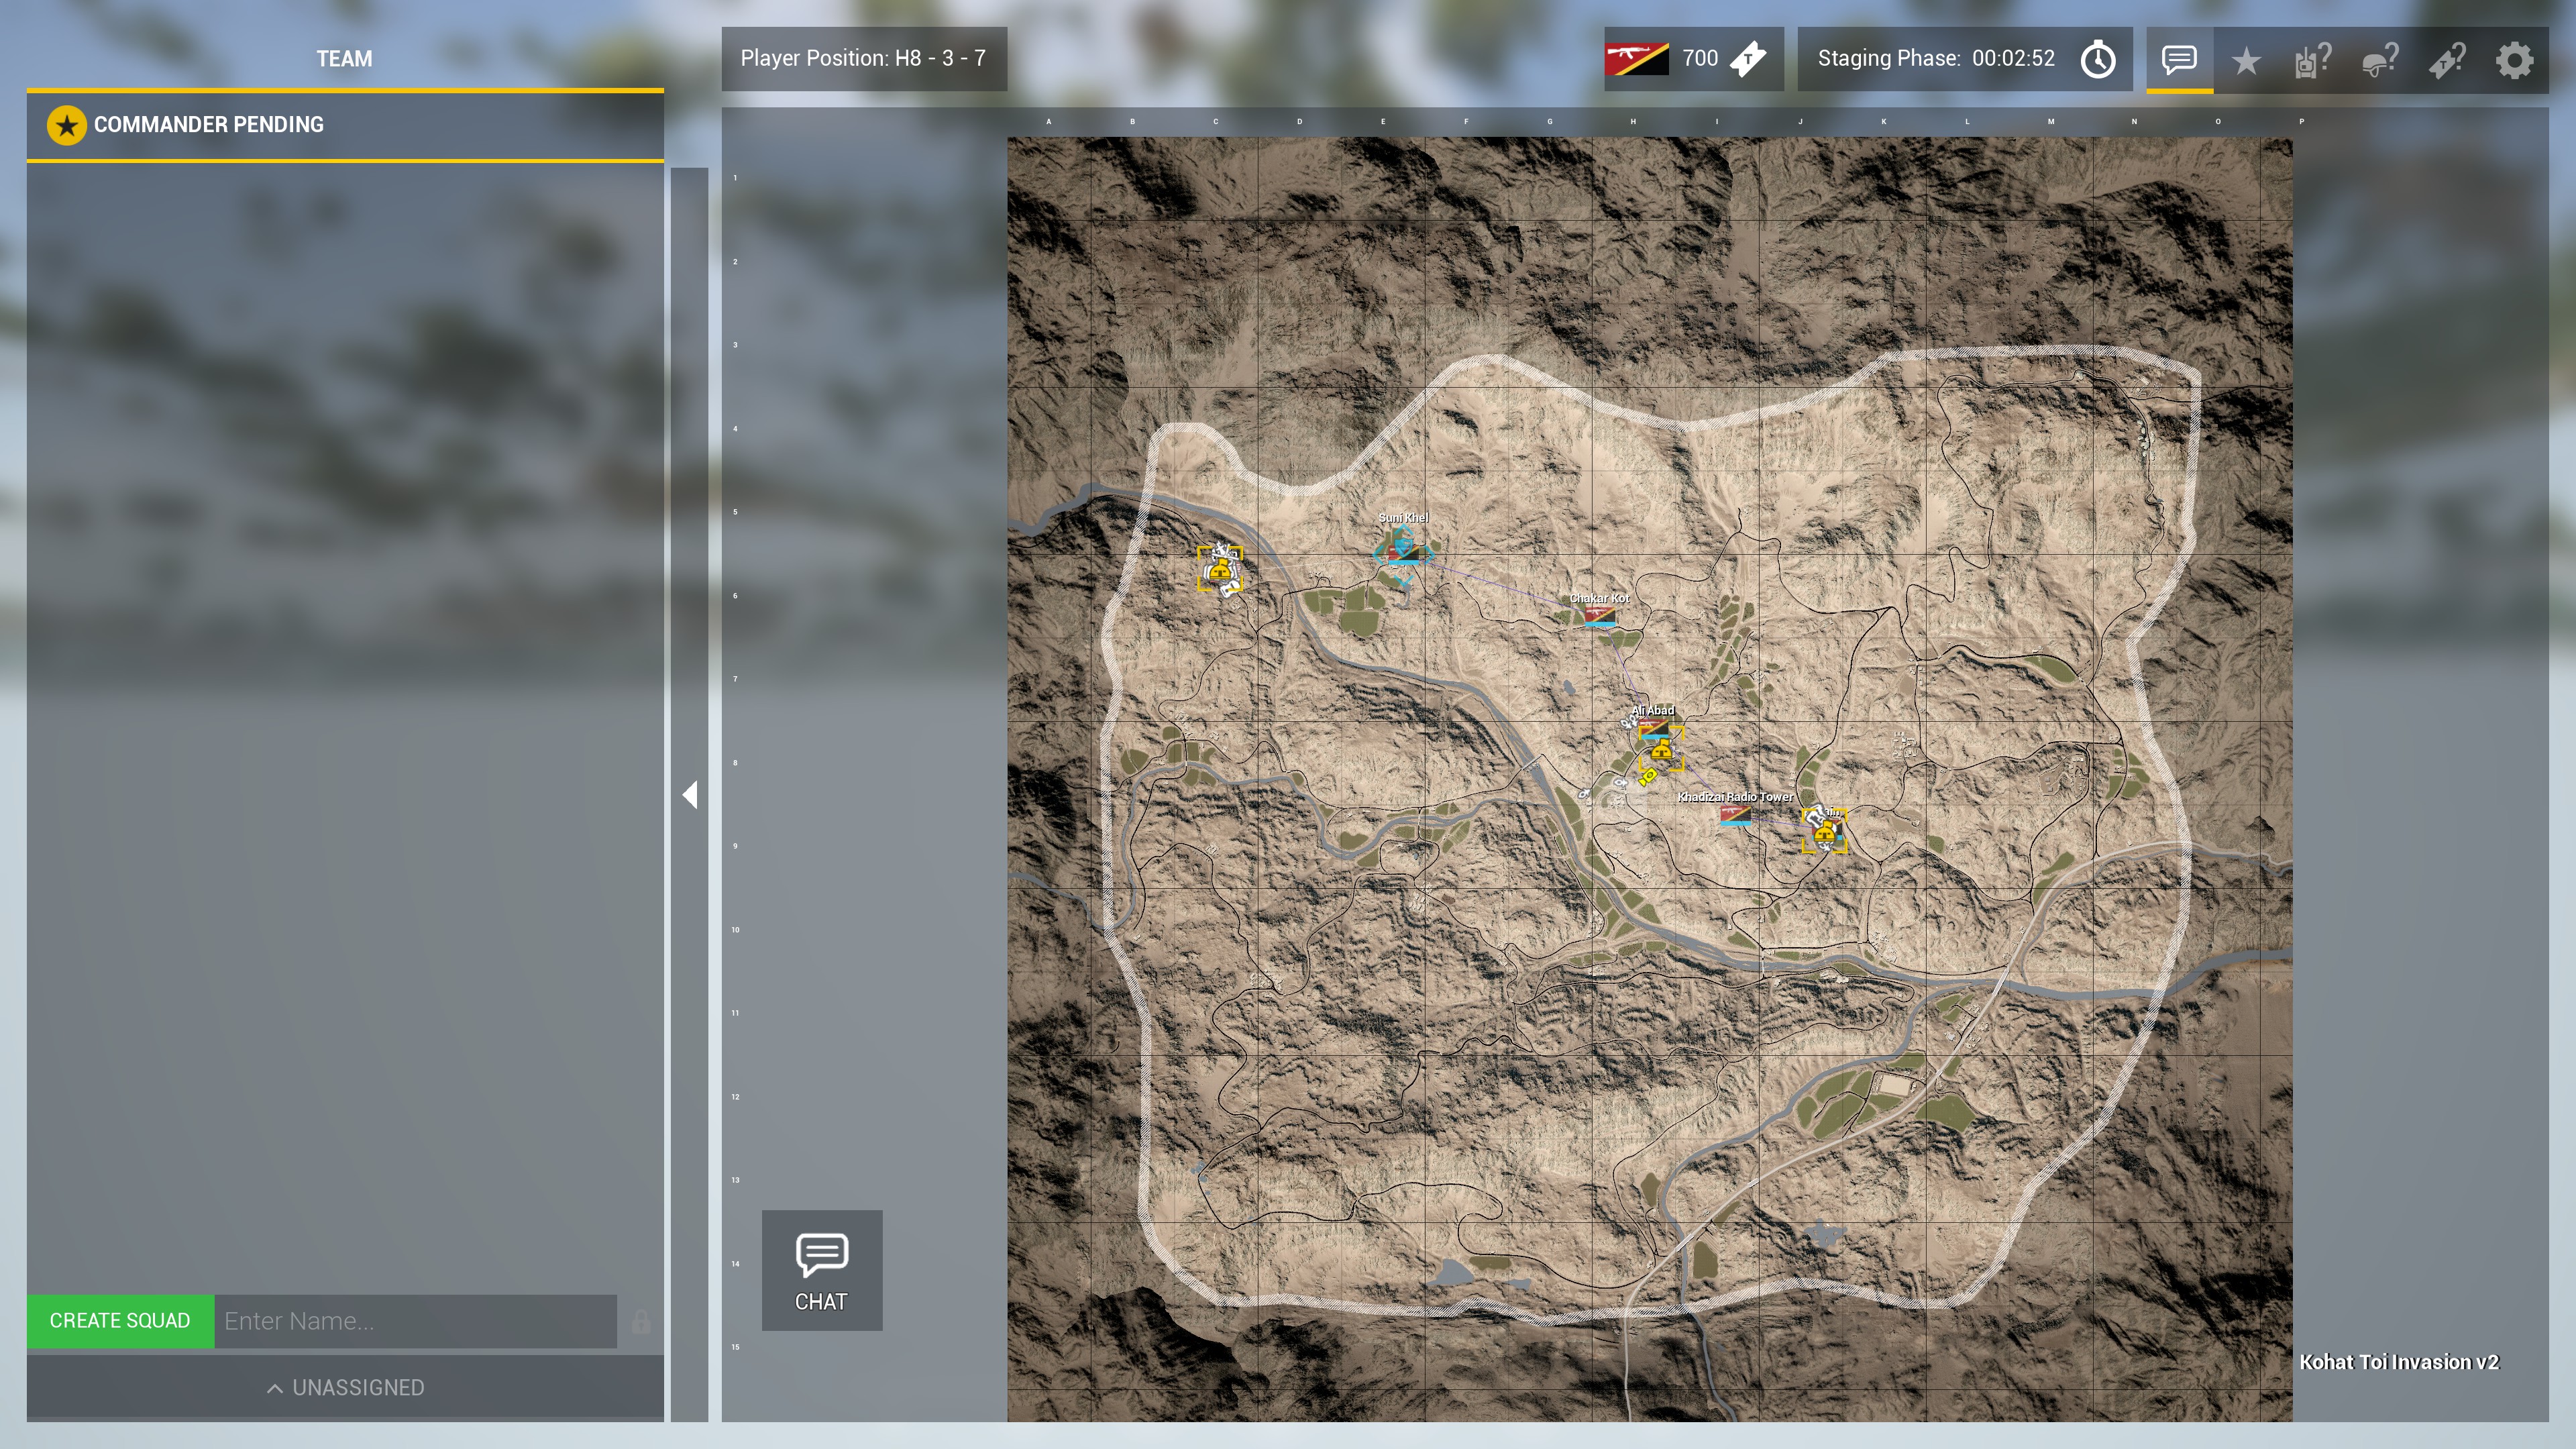 TEAM
Player Position: H8 - 3 - 7
700
T
Staging Phase: 00:02:52
? ? ?
COMMANDER PENDING
A B C D E F G H I J K L M N O P
1
2
3
4
5
Suni Khel
6
Chakar Kot
7
Ali Abad
8
Khadizai Radio Tower
9
10
11
12
13
14
15
CHAT
CREATE SQUAD Enter Name...
UNASSIGNED
Kohat Toi Invasion v2